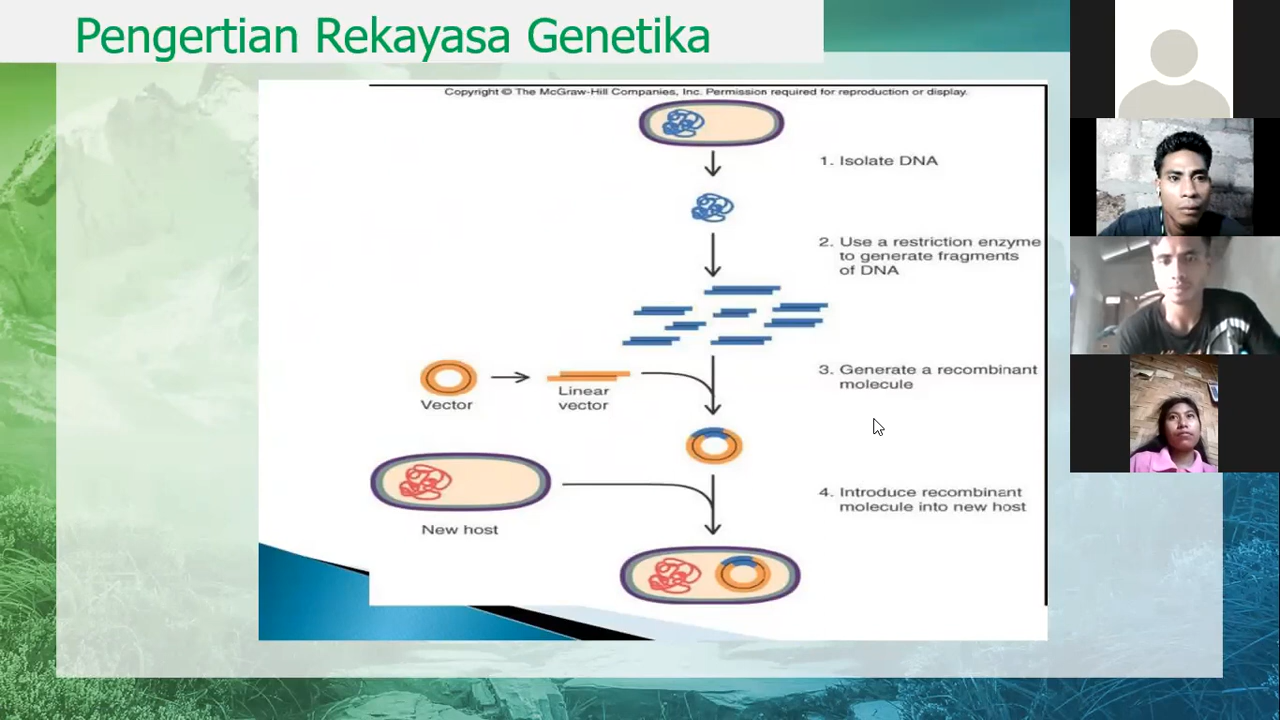 Pengertian Rekayasa Genetika
Copyright © The McGraw-Hill Companies, Inc. Permission required for reproduction or display.
1. Isolate DNA
2. Use a restriction enzyme
to generate fragments
of DNA
3. Generate a recombinant
molecule
Vector
Linear
vector
4. Introduce recombinant
molecule into new host
New host